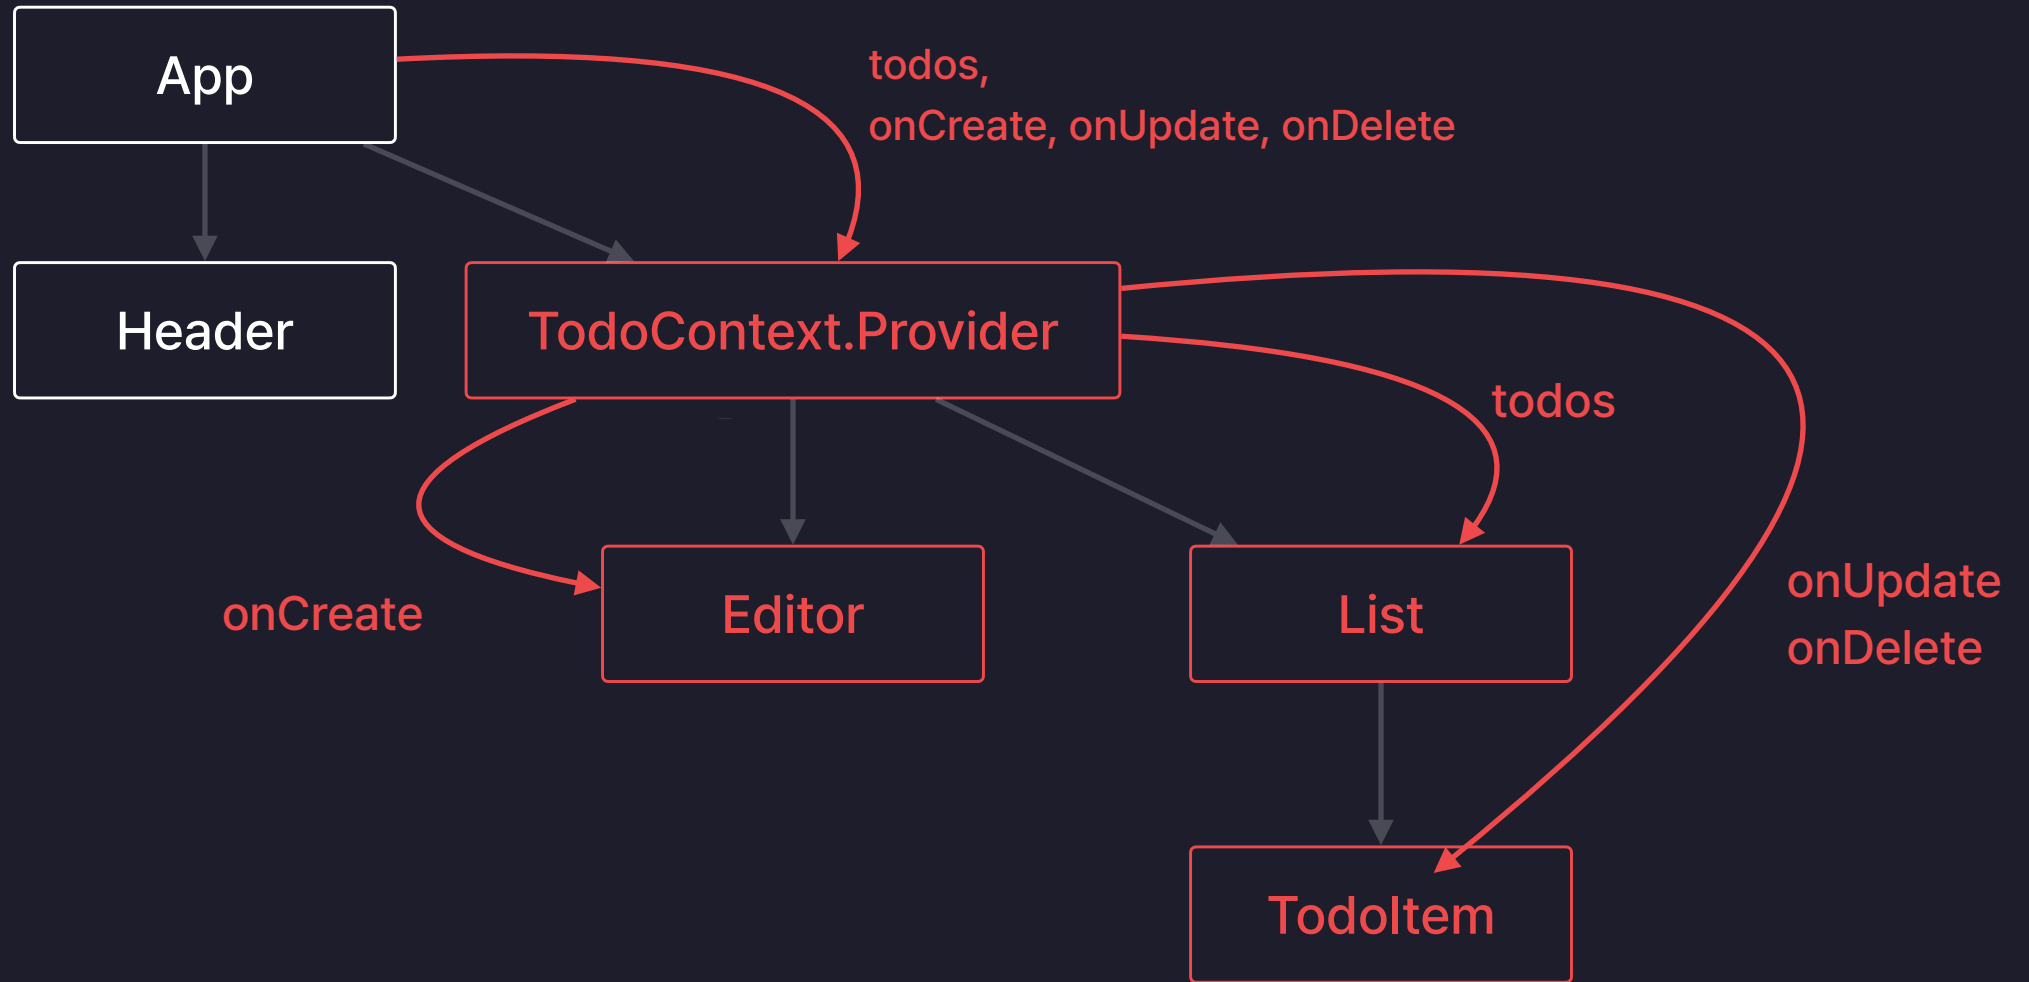 App
todos,
onCreate, onUpdate, onDelete
Header
TodoContext.Provider
todos
onCreate
Editor
List
onUpdate
onDelete
TodoItem